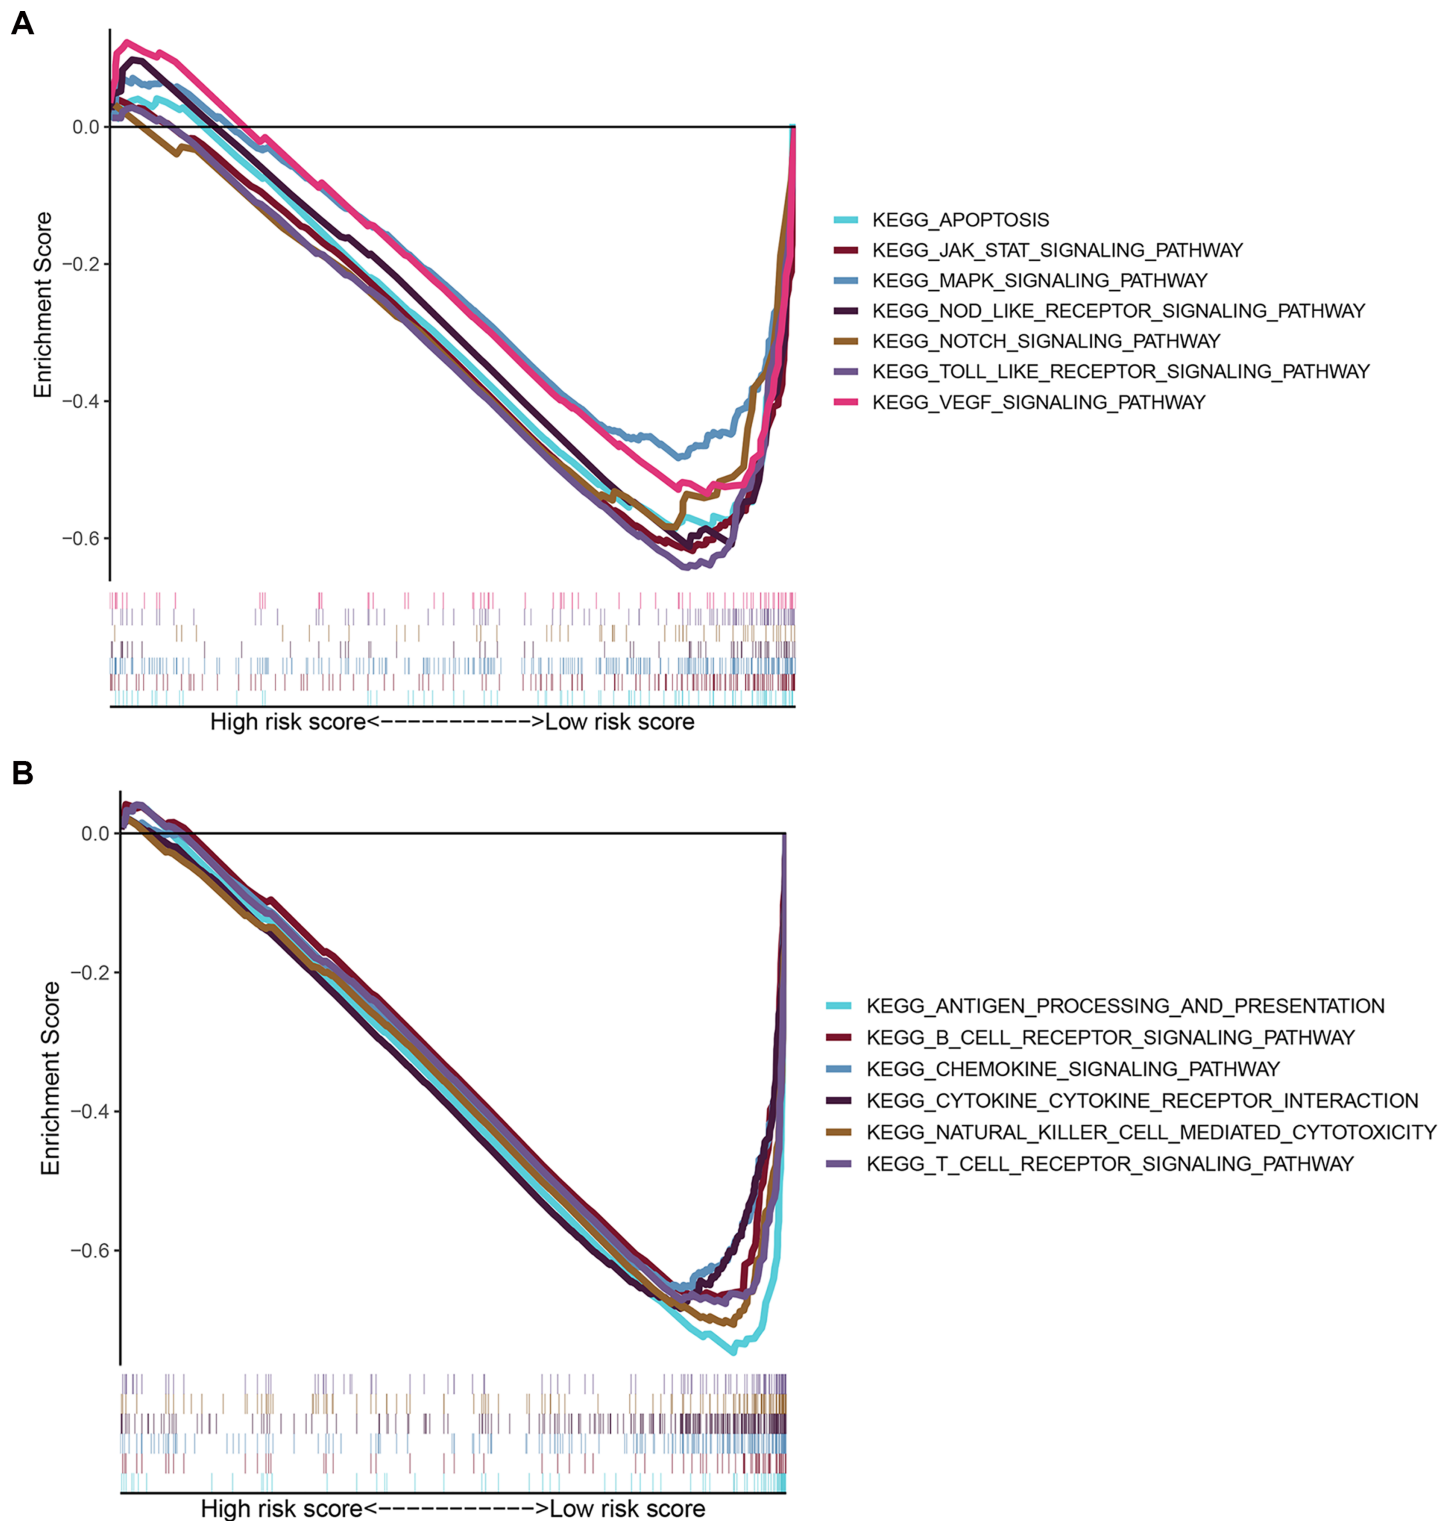 A
0.0
−0.2
−0.4
−0.6
Enrichment Score
KEGG_APOPTOSIS
KEGG_JAK_STAT_SIGNALING_PATHWAY
KEGG_MAPK_SIGNALING_PATHWAY
KEGG_NOD_LIKE_RECEPTOR_SIGNALING_PATHWAY
KEGG_NOTCH_SIGNALING_PATHWAY
KEGG_TOLL_LIKE_RECEPTOR_SIGNALING_PATHWAY
KEGG_VEGF_SIGNALING_PATHWAY
High risk score<------------>Low risk score
B
0.0
−0.2
−0.4
−0.6
Enrichment Score
KEGG_ANTIGEN_PROCESSING_AND_PRESENTATION
KEGG_B_CELL_RECEPTOR_SIGNALING_PATHWAY
KEGG_CHEMOKINE_SIGNALING_PATHWAY
KEGG_CYTOKINE_CYTOKINE_RECEPTOR_INTERACTION
KEGG_NATURAL_KILLER_CELL_MEDIATED_CYTOTOXICITY
KEGG_T_CELL_RECEPTOR_SIGNALING_PATHWAY
High risk score<------------>Low risk score